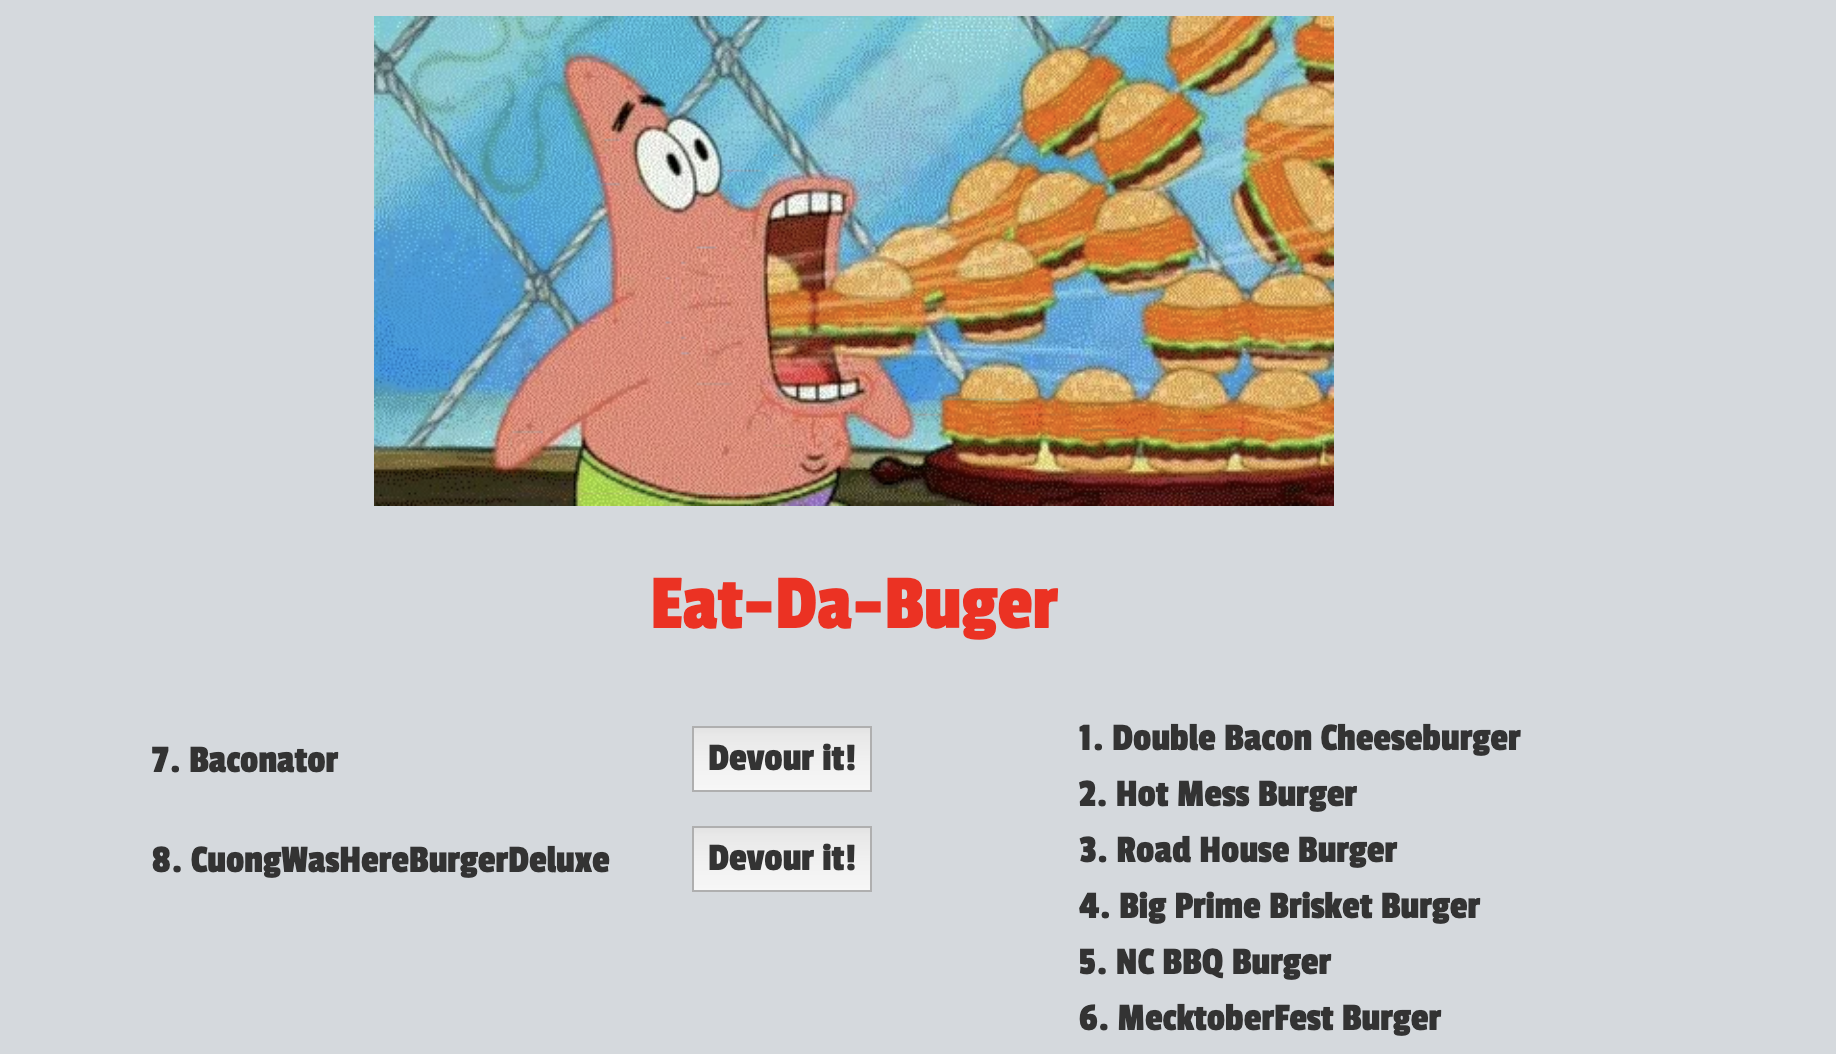 Eat-Da-Buger
7. Baconator
Devour it!
8. CuongWasHereBurgerDeluxe
Devour it!
1. Double Bacon Cheeseburger
2. Hot Mess Burger
3. Road House Burger
4. Big Prime Brisket Burger
5. NC BBQ Burger
6. MecktoberFest Burger